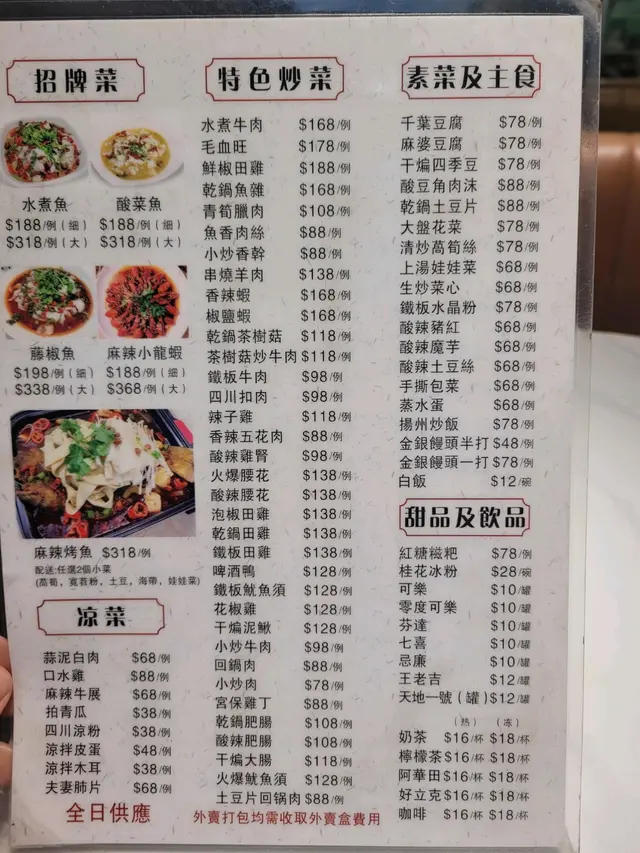 招牌菜
水煮魚
$188/例(細)
$318/例(大)
酸菜魚
$188/例(細)
$318/例(大)
藤椒魚
$198/例(細)
$338/例(大)
麻辣小龍蝦
$188/例(細)
$368/例(大)
麻辣烤魚 $318/例
配送:任選2個小菜
(萵筍,寬苕粉,土豆,海帶,娃娃菜)
凉菜
蒜泥白肉 $68/例
口水雞 $88/例
麻辣牛展 $68/例
拍青瓜 $38/例
四川涼粉 $38/例
涼拌皮蛋 $48/例
涼拌木耳 $38/例
夫妻肺片 $68/例
全日供應
特色炒菜
水煮牛肉 $168/例
毛血旺 $178/例
鮮椒田雞 $188/例
乾鍋魚雜 $168/例
青筍臘肉 $108/例
魚香肉絲 $88/例
小炒香幹 $88/例
串燒羊肉 $138/例
香辣蝦 $168/例
椒鹽蝦 $168/例
乾鍋茶樹菇 $118/例
茶樹菇炒牛肉 $118/例
鐵板牛肉 $98/例
四川扣肉 $98/例
辣子雞 $118/例
香辣五花肉 $88/例
酸辣雞腎 $98/例
火爆腰花 $138/例
酸辣腰花 $138/例
泡椒田雞 $138/例
乾鍋田雞 $138/例
鐵板田雞 $138/例
啤酒鴨 $128/例
鐵板魷魚須 $128/例
花椒雞 $128/例
干煸泥鰍 $128/例
小炒牛肉 $98/例
回鍋肉 $88/例
小炒肉 $78/例
宮保雞丁 $88/例
乾鍋肥腸 $108/例
酸辣肥腸 $108/例
干煸大腸 $118/例
火爆魷魚須 $128/例
土豆片回锅肉 $88/例
外賣打包均需收取外賣盒費用
素菜及主食
千葉豆腐 $78/例
麻婆豆腐 $78/例
干煸四季豆 $78/例
酸豆角肉沫 $88/例
乾鍋土豆片 $88/例
大盤花菜 $78/例
清炒萵筍絲 $78/例
上湯娃娃菜 $68/例
生炒菜心 $68/例
鐵板水晶粉 $78/例
酸辣豬紅 $68/例
酸辣魔芋 $68/例
酸辣土豆絲 $68/例
手撕包菜 $68/例
蒸水蛋 $68/例
揚州炒飯 $78/例
金銀饅頭半打 $48/例
金銀饅頭一打 $78/例
白飯 $12/碗
甜品及飲品
紅糖糍粑 $78/例
桂花冰粉 $28/碗
可樂 $10/罐
零度可樂 $10/罐
芬達 $10/罐
七喜 $10/罐
忌廉 $10/罐
王老吉 $12/罐
天地一號(罐) $12/罐
(熱) (凍)
奶茶 $16/杯 $18/杯
檸檬茶 $16/杯 $18/杯
阿華田 $16/杯 $18/杯
好立克 $16/杯 $18/杯
咖啡 $16/杯 $18/杯